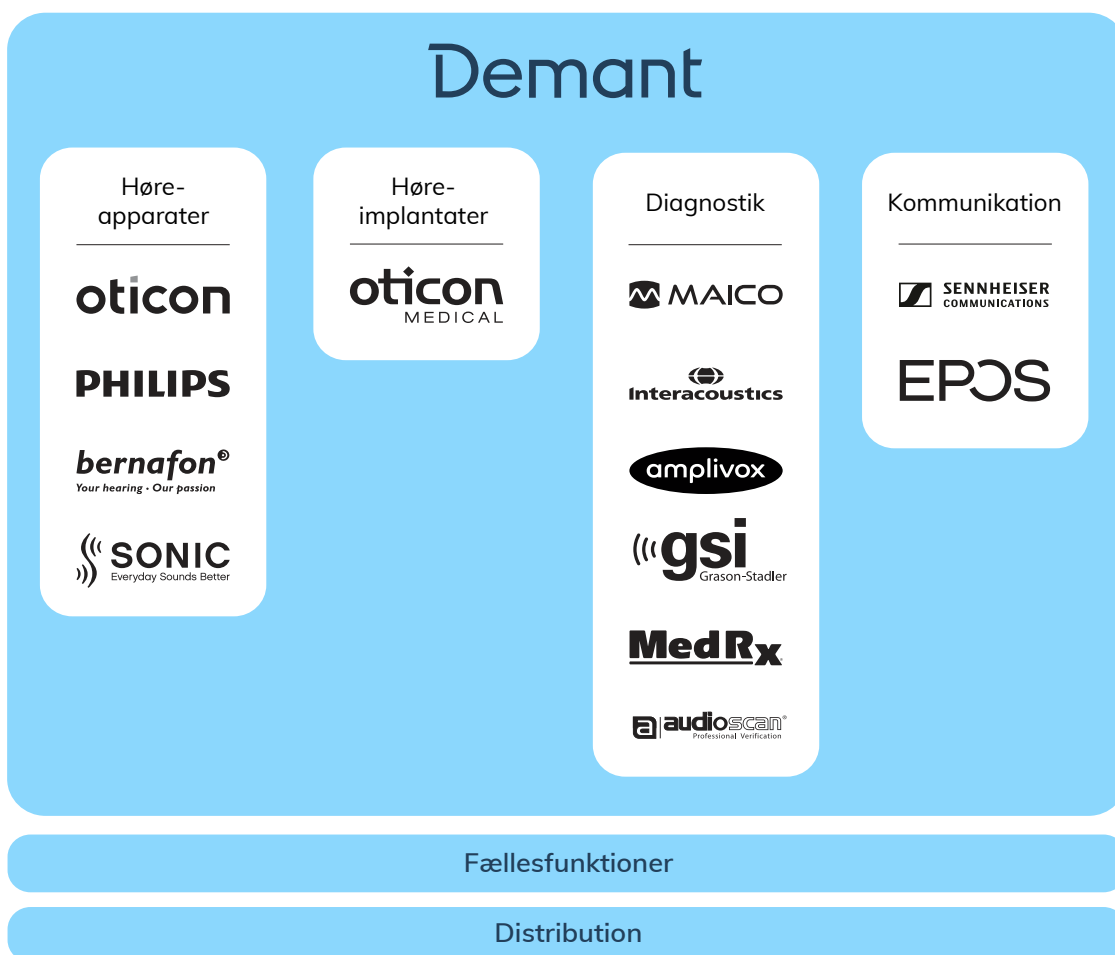 Demant
Høre-
apparater
oticon
PHILIPS
bernafon®
Your hearing · Our passion
SONIC
Everyday Sounds Better
Høre-
implantater
oticon
MEDICAL
Diagnostik
MAICO
Interacoustics
amplivox
gsi
Grason-Stadler
MedRx
audioscan®
Professional Verification
Kommunikation
SENNHEISER
COMMUNICATIONS
EPOS
Fællesfunktioner
Distribution